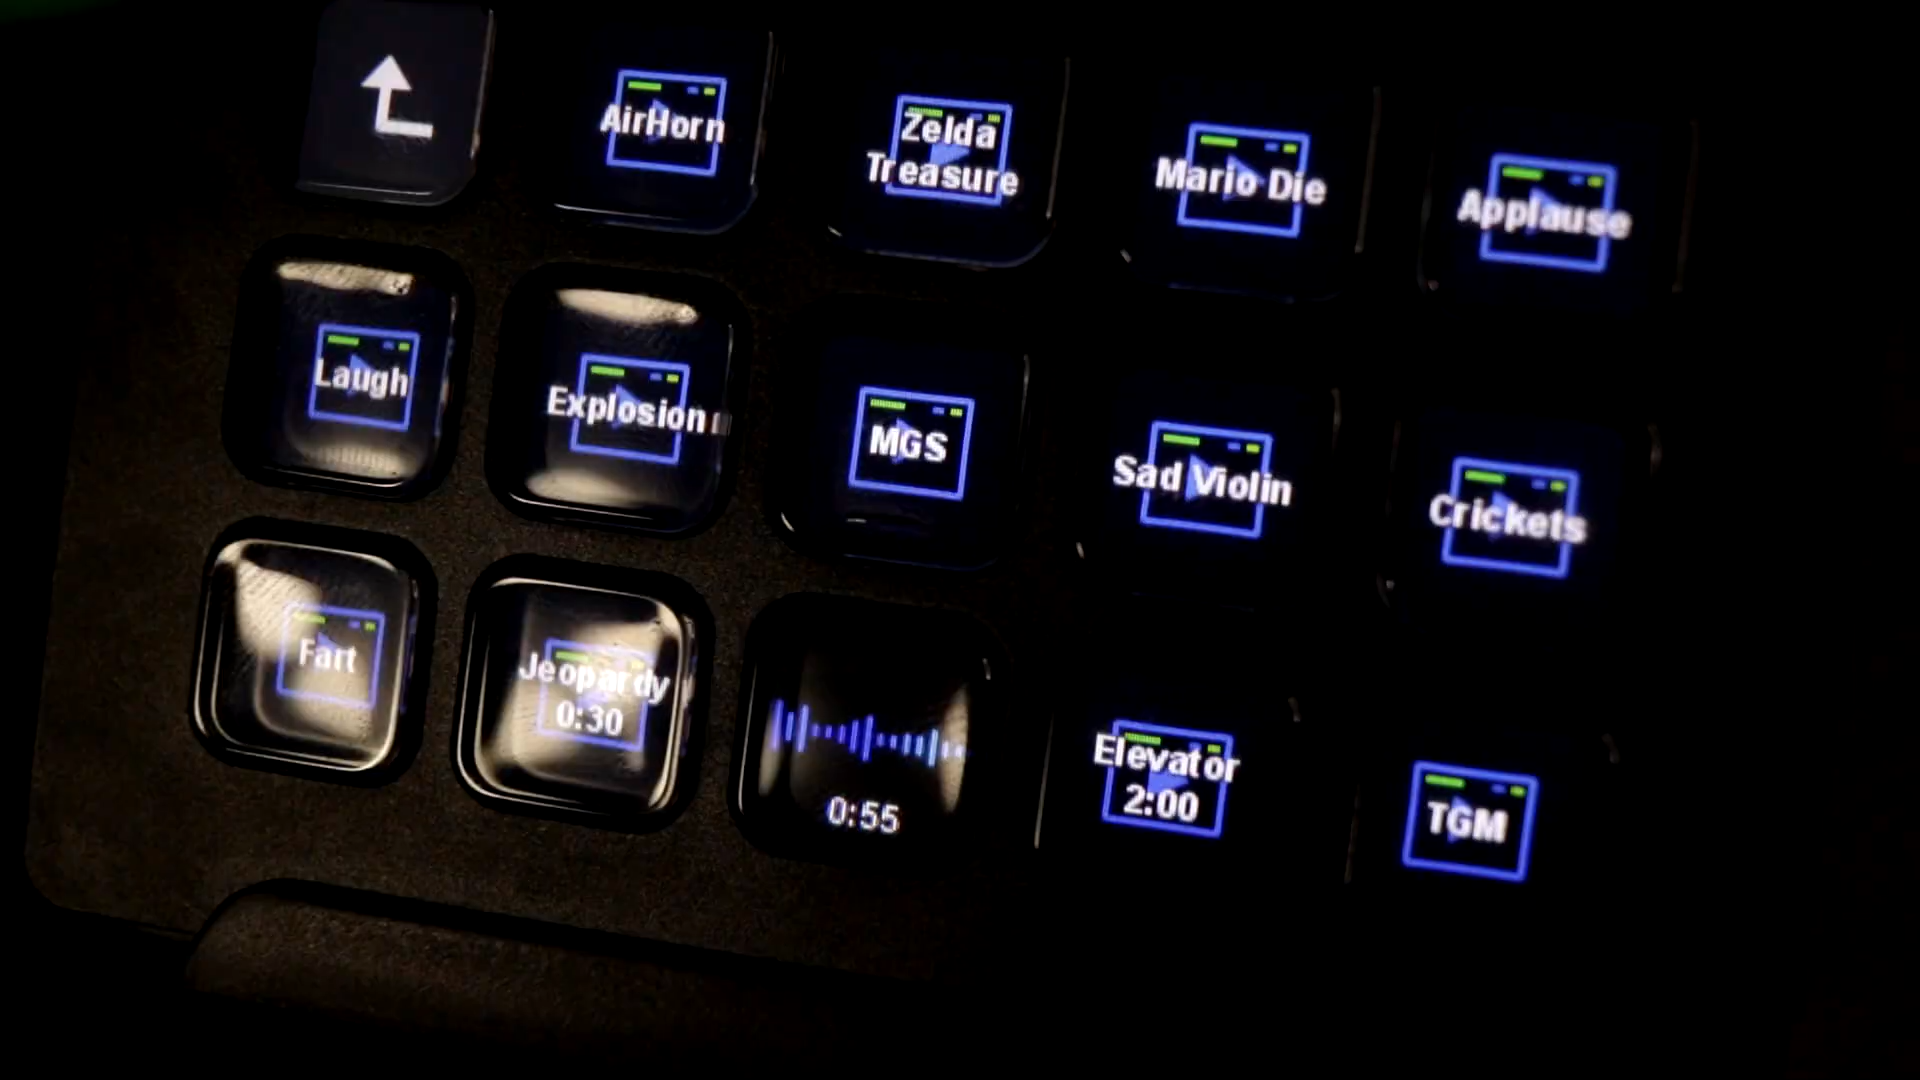 AirHorn
Zelda
Treasure
Mario Die
Applause
Laugh
Explosion
MGS
Sad Violin
Crickets
Fart
Jeopardy
0:30
0:55
Elevator
2:00
TGM